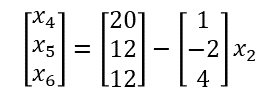 [x₄ x₅ x₆] = [20 12 12] − [1 −2 4] x₂